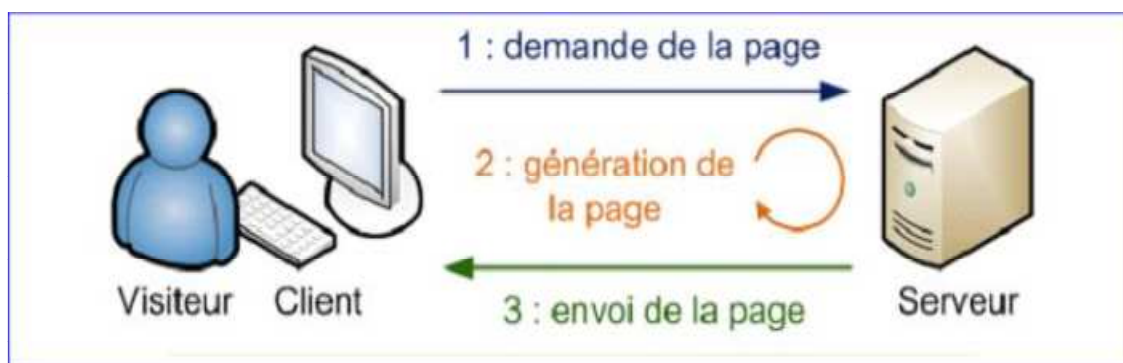 1 : demande de la page
2 : génération de
la page
3 : envoi de la page
Visiteur
Client
Serveur